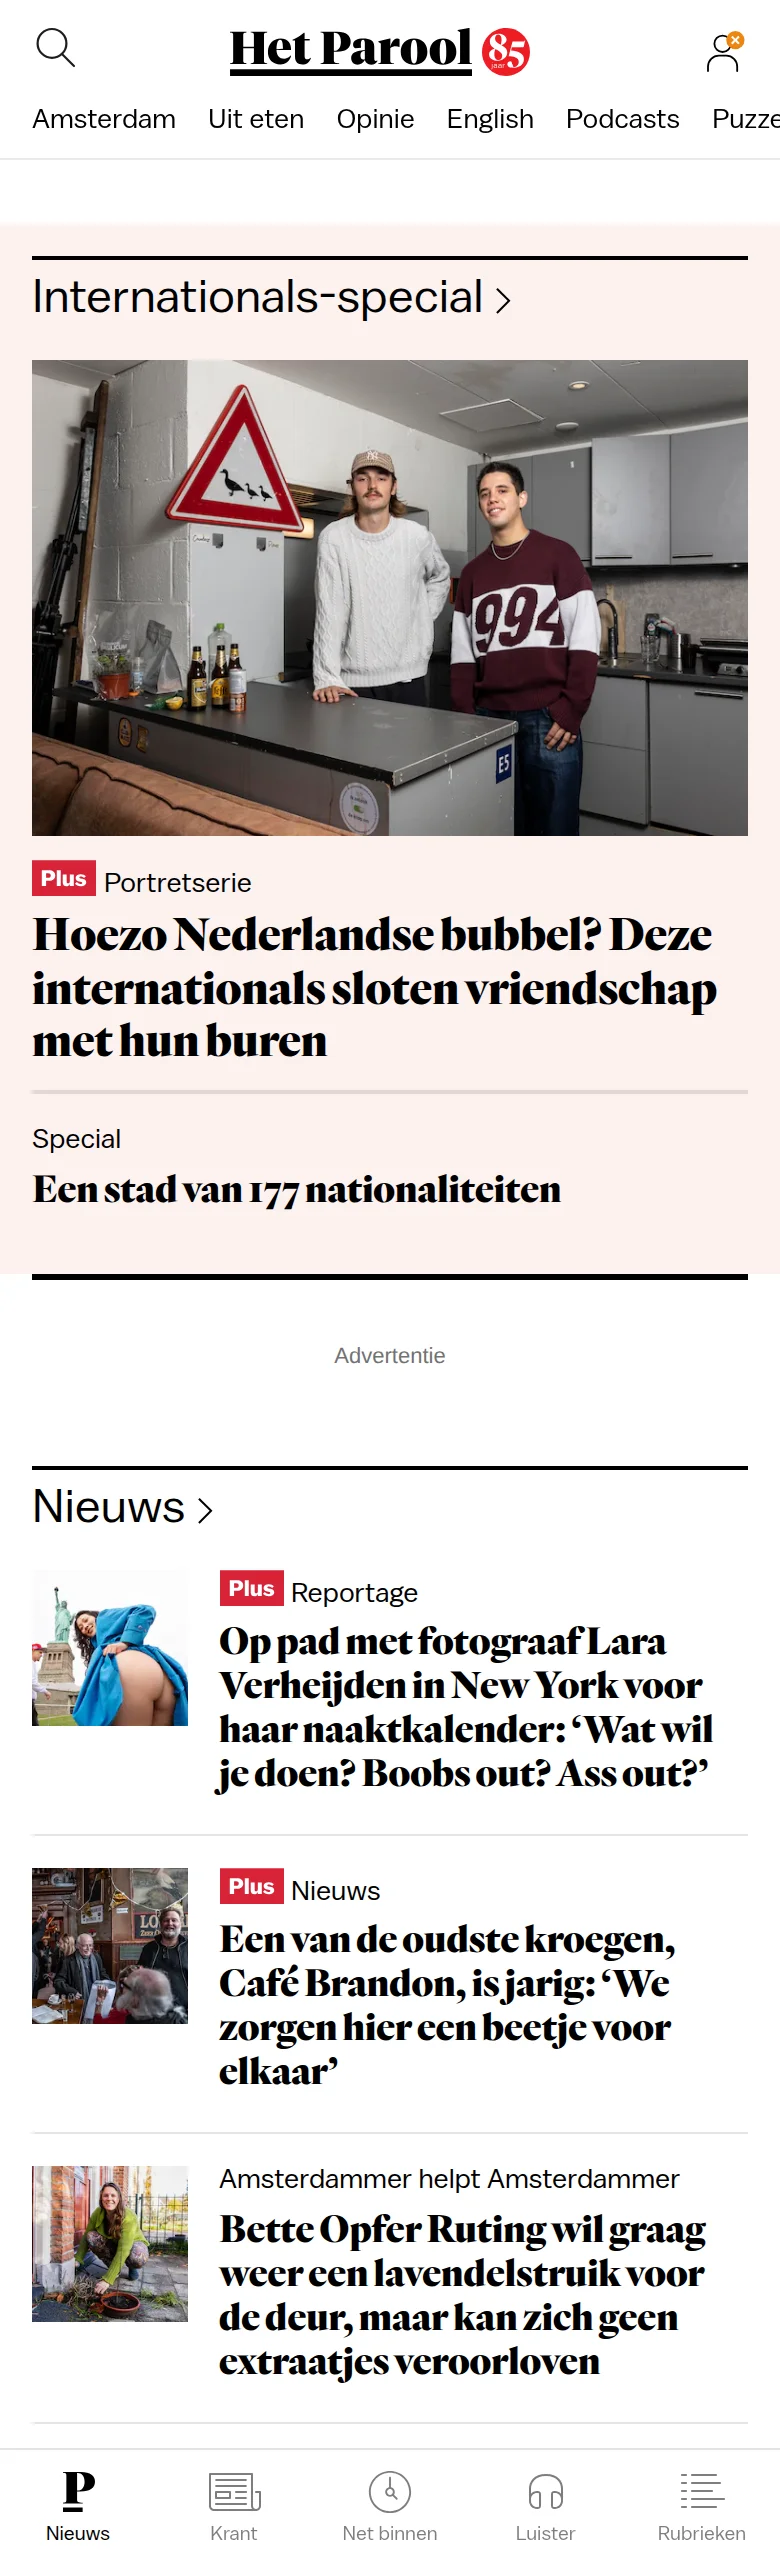 Het Parool 85 jaar
Amsterdam Uit eten Opinie English Podcasts Puzze
Internationals-special
994
E5
Plus Portretserie
Hoezo Nederlandse bubbel? Deze
internationals sloten vriendschap
met hun buren
Special
Een stad van 177 nationaliteiten
Advertentie
Nieuws
Plus Reportage
Op pad met fotograaf Lara
Verheijden in New York voor
haar naaktkalender: ‘Wat wil
je doen? Boobs out? Ass out?’
Plus Nieuws
Een van de oudste kroegen,
Café Brandon, is jarig: ‘We
zorgen hier een beetje voor
elkaar’
Amsterdammer helpt Amsterdammer
Bette Opfer Ruting wil graag
weer een lavendelstruik voor
de deur, maar kan zich geen
extraatjes veroorloven
P
Nieuws Krant Net binnen Luister Rubrieken